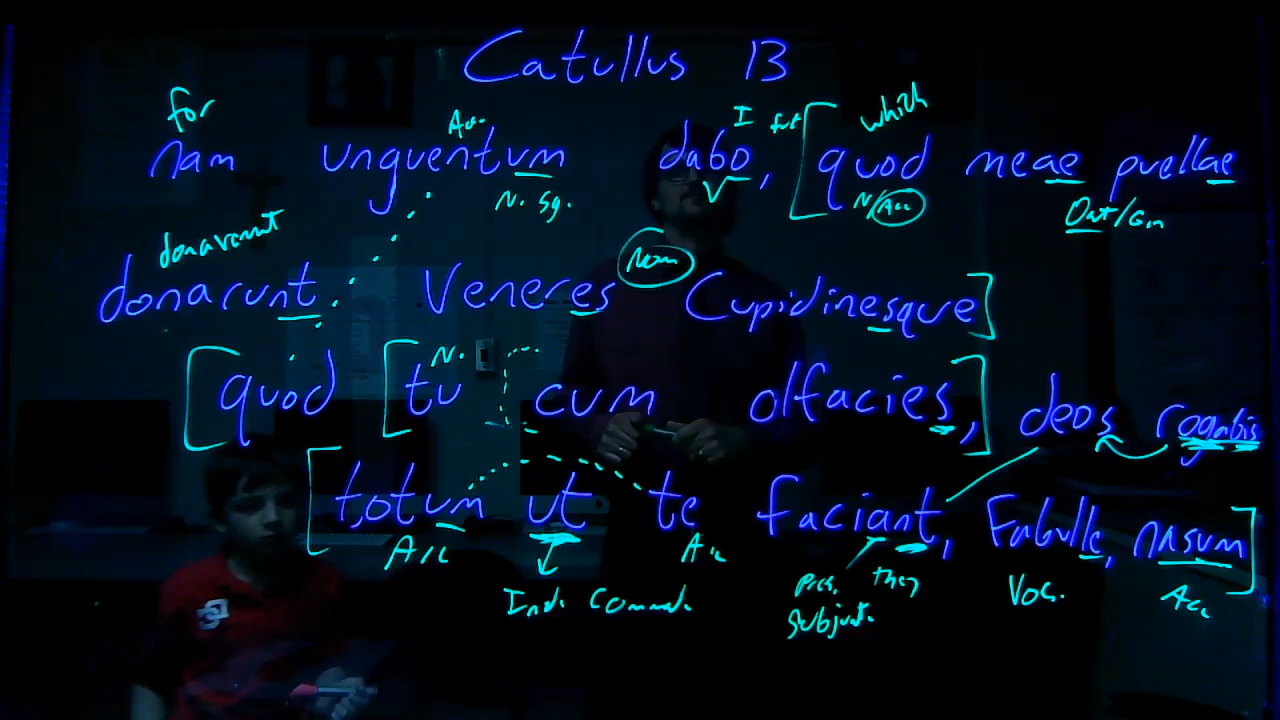 Catullus 13
for Acc. I fut which
nam unguentum dabo, [quod meae puellae
N. Sg. V N/Acc Dat/Gen
donaverunt Nom
donarunt Veneres Cupidinesque]
N.
[quod [tu cum olfacies,] deos rogabis
[totum ut te faciant, Fabulle, nasum]
Acc Acc Pres. they Voc. Acc
Ind. Command. Subjunct.